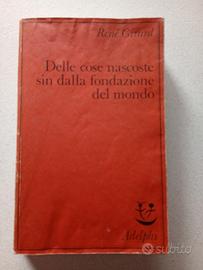 René Girard
Delle cose nascoste
sin dalla fondazione
del mondo
Adelphi
subito